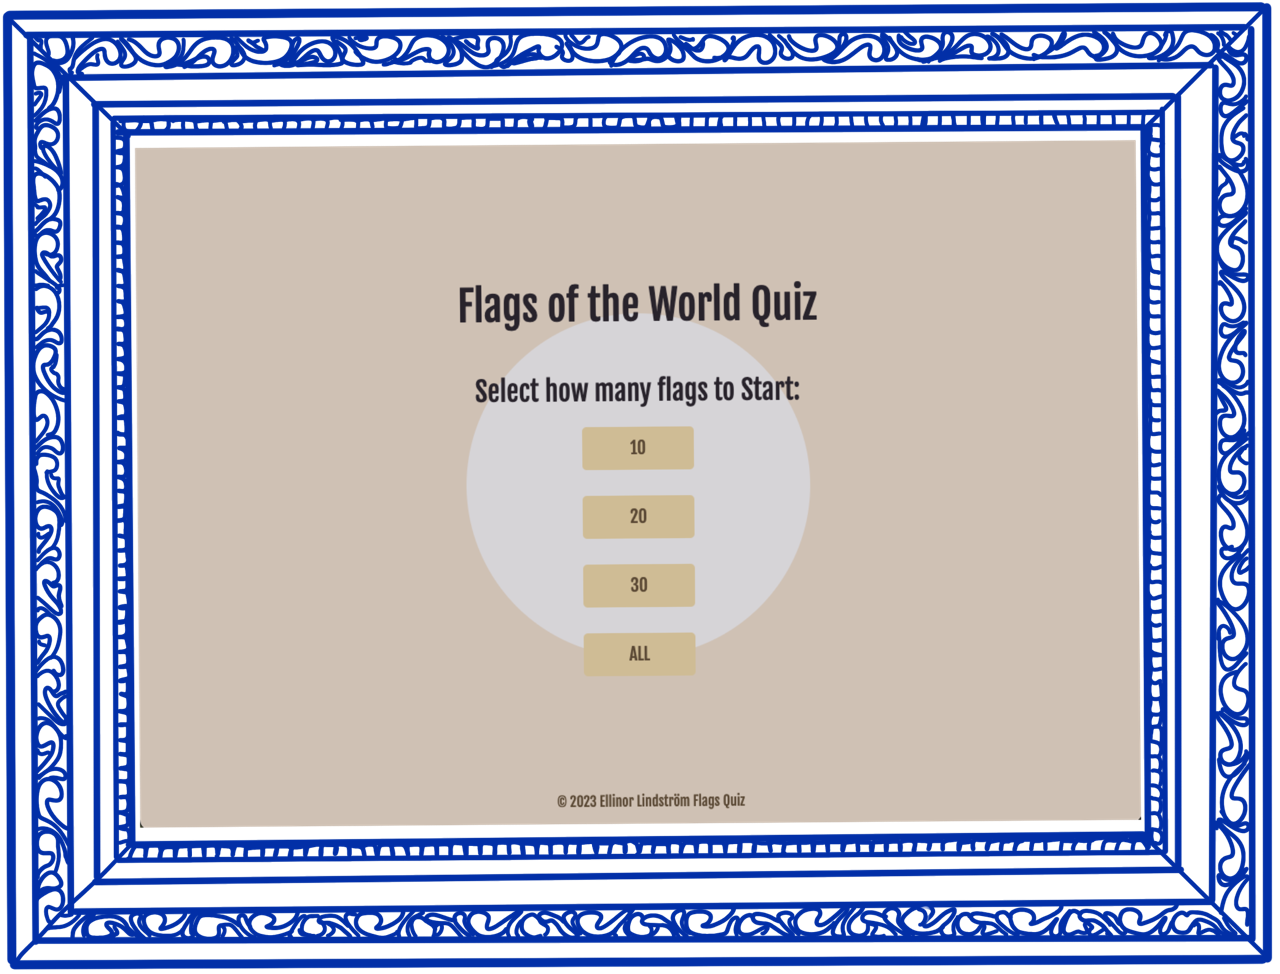 Flags of the World Quiz
Select how many flags to Start:
10
20
30
ALL
© 2023 Ellinor Lindström Flags Quiz